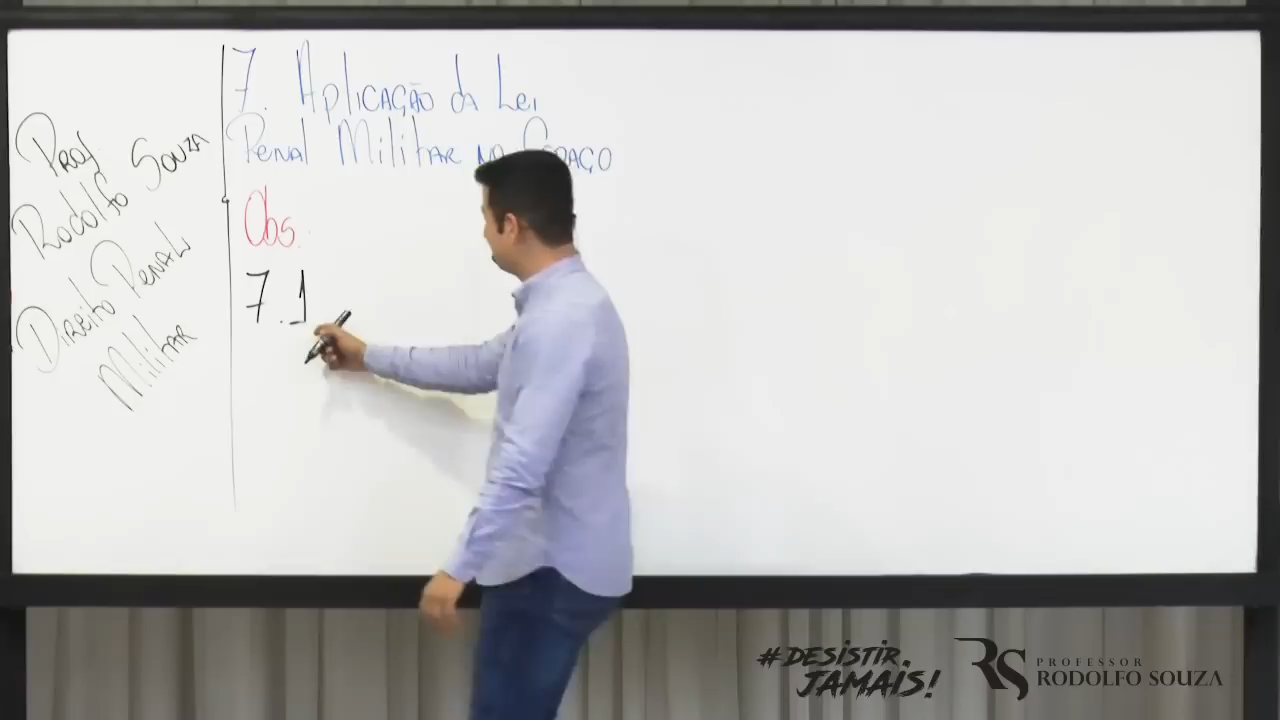 Prof.
Rodolfo Souza
Direito Penal
Militar
7. Aplicação da Lei
Penal Militar no Espaço
Obs.:
7.1
#DESISTIR
JAMAIS!
RS PROFESSOR
RODOLFO SOUZA